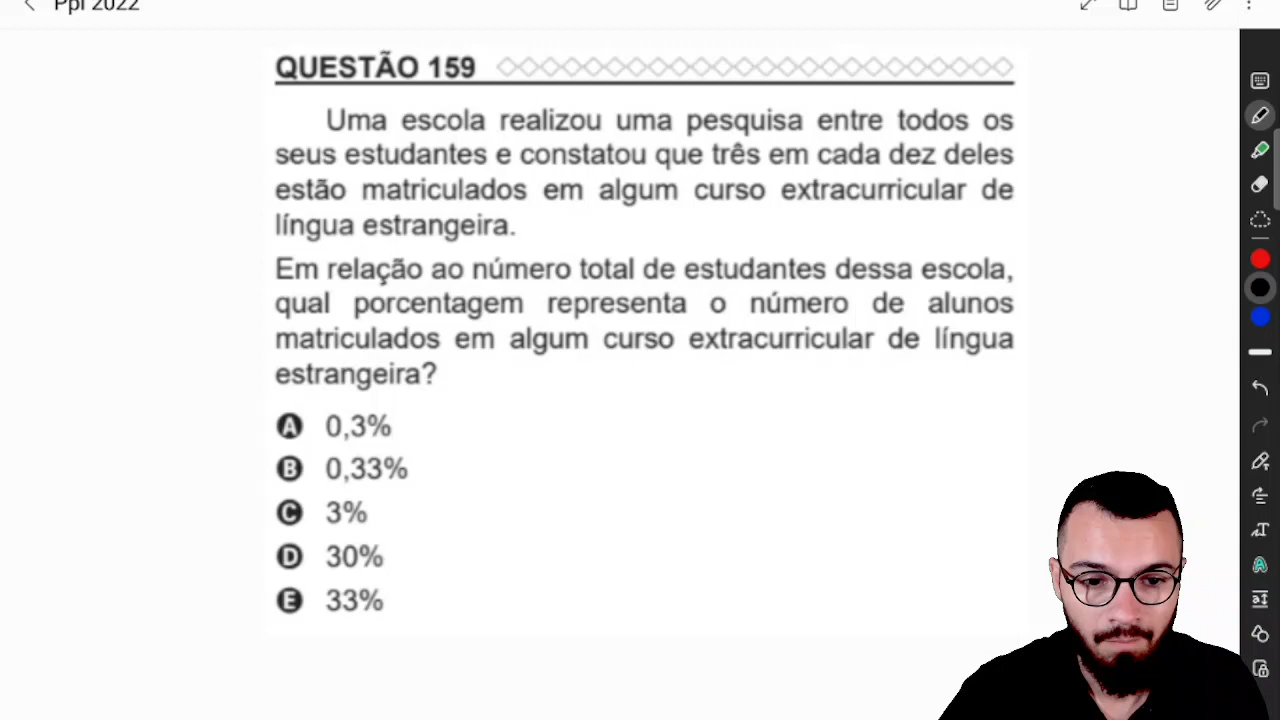 Ppl 2022
QUESTÃO 159
Uma escola realizou uma pesquisa entre todos os
seus estudantes e constatou que três em cada dez deles
estão matriculados em algum curso extracurricular de
língua estrangeira.
Em relação ao número total de estudantes dessa escola,
qual porcentagem representa o número de alunos
matriculados em algum curso extracurricular de língua
estrangeira?
A 0,3%
B 0,33%
C 3%
D 30%
E 33%